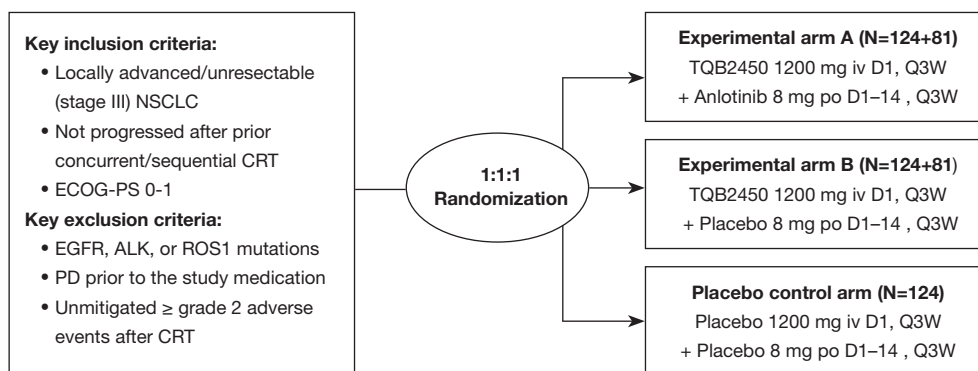 Key inclusion criteria:
• Locally advanced/unresectable
(stage III) NSCLC
• Not progressed after prior
concurrent/sequential CRT
• ECOG-PS 0-1
Key exclusion criteria:
• EGFR, ALK, or ROS1 mutations
• PD prior to the study medication
• Unmitigated ≥ grade 2 adverse
events after CRT
1:1:1
Randomization
Experimental arm A (N=124+81)
TQB2450 1200 mg iv D1, Q3W
+ Anlotinib 8 mg po D1–14 , Q3W
Experimental arm B (N=124+81)
TQB2450 1200 mg iv D1, Q3W
+ Placebo 8 mg po D1–14 , Q3W
Placebo control arm (N=124)
Placebo 1200 mg iv D1, Q3W
+ Placebo 8 mg po D1–14 , Q3W